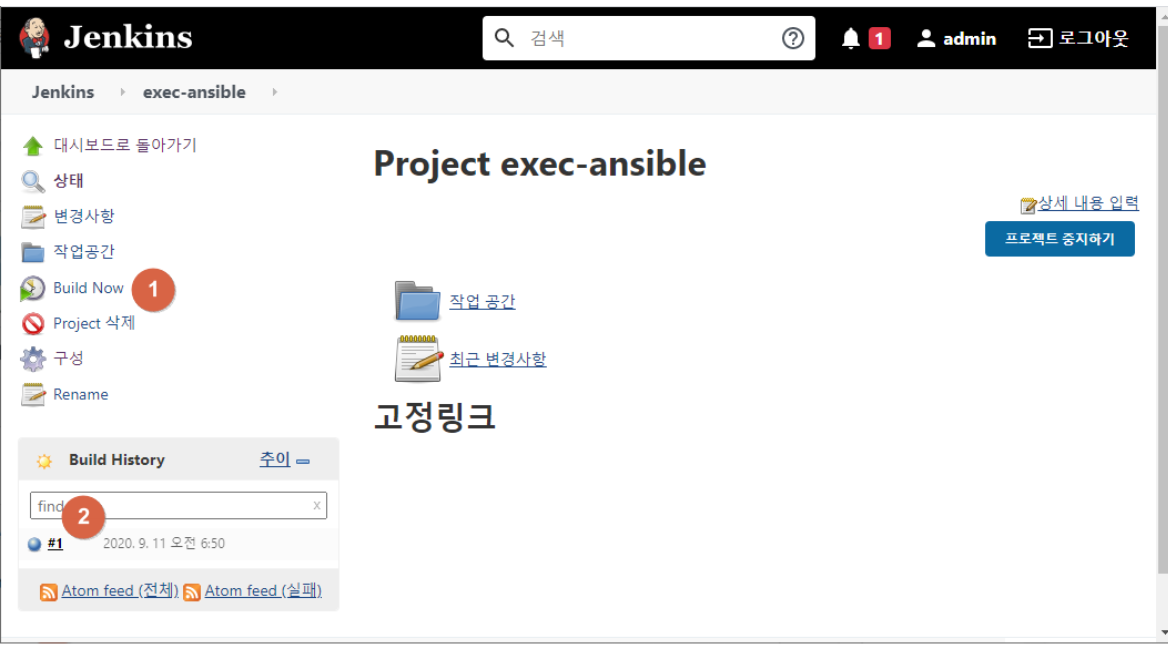 Jenkins
검색
1
admin
로그아웃
Jenkins
exec-ansible
대시보드로 돌아가기
상태
변경사항
작업공간
Build Now
1
Project 삭제
구성
Rename
Project exec-ansible
상세 내용 입력
프로젝트 중지하기
작업 공간
최근 변경사항
고정링크
Build History
추이
find
x
2
#1
2020. 9. 11 오전 6:50
Atom feed (전체)
Atom feed (실패)